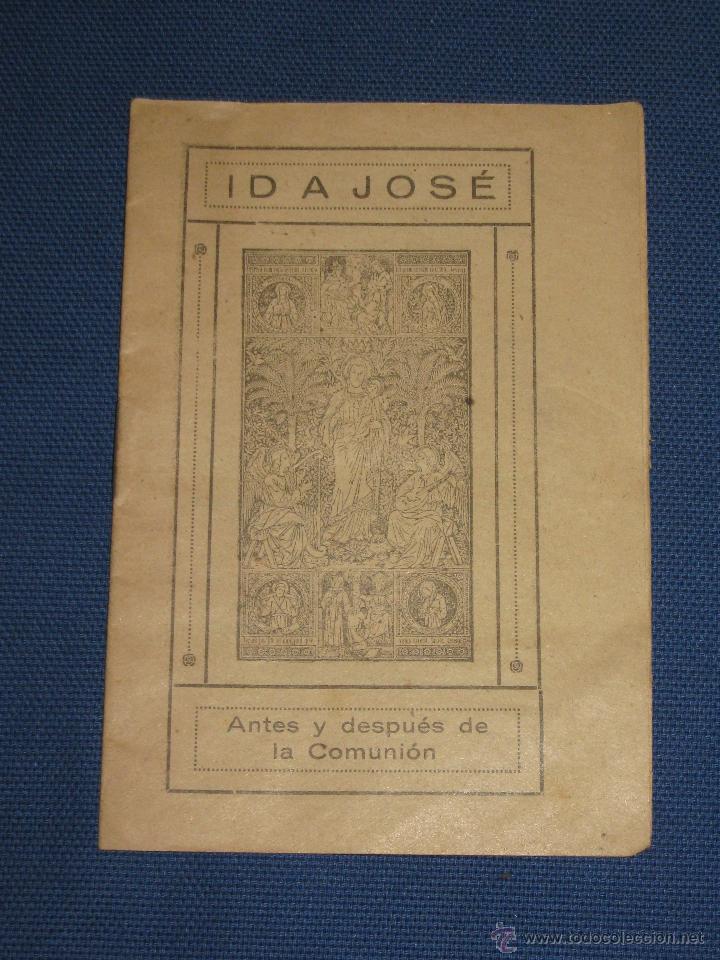 ID A JOSÉ
Antes y después de
la Comunión
© www.todocoleccion.net